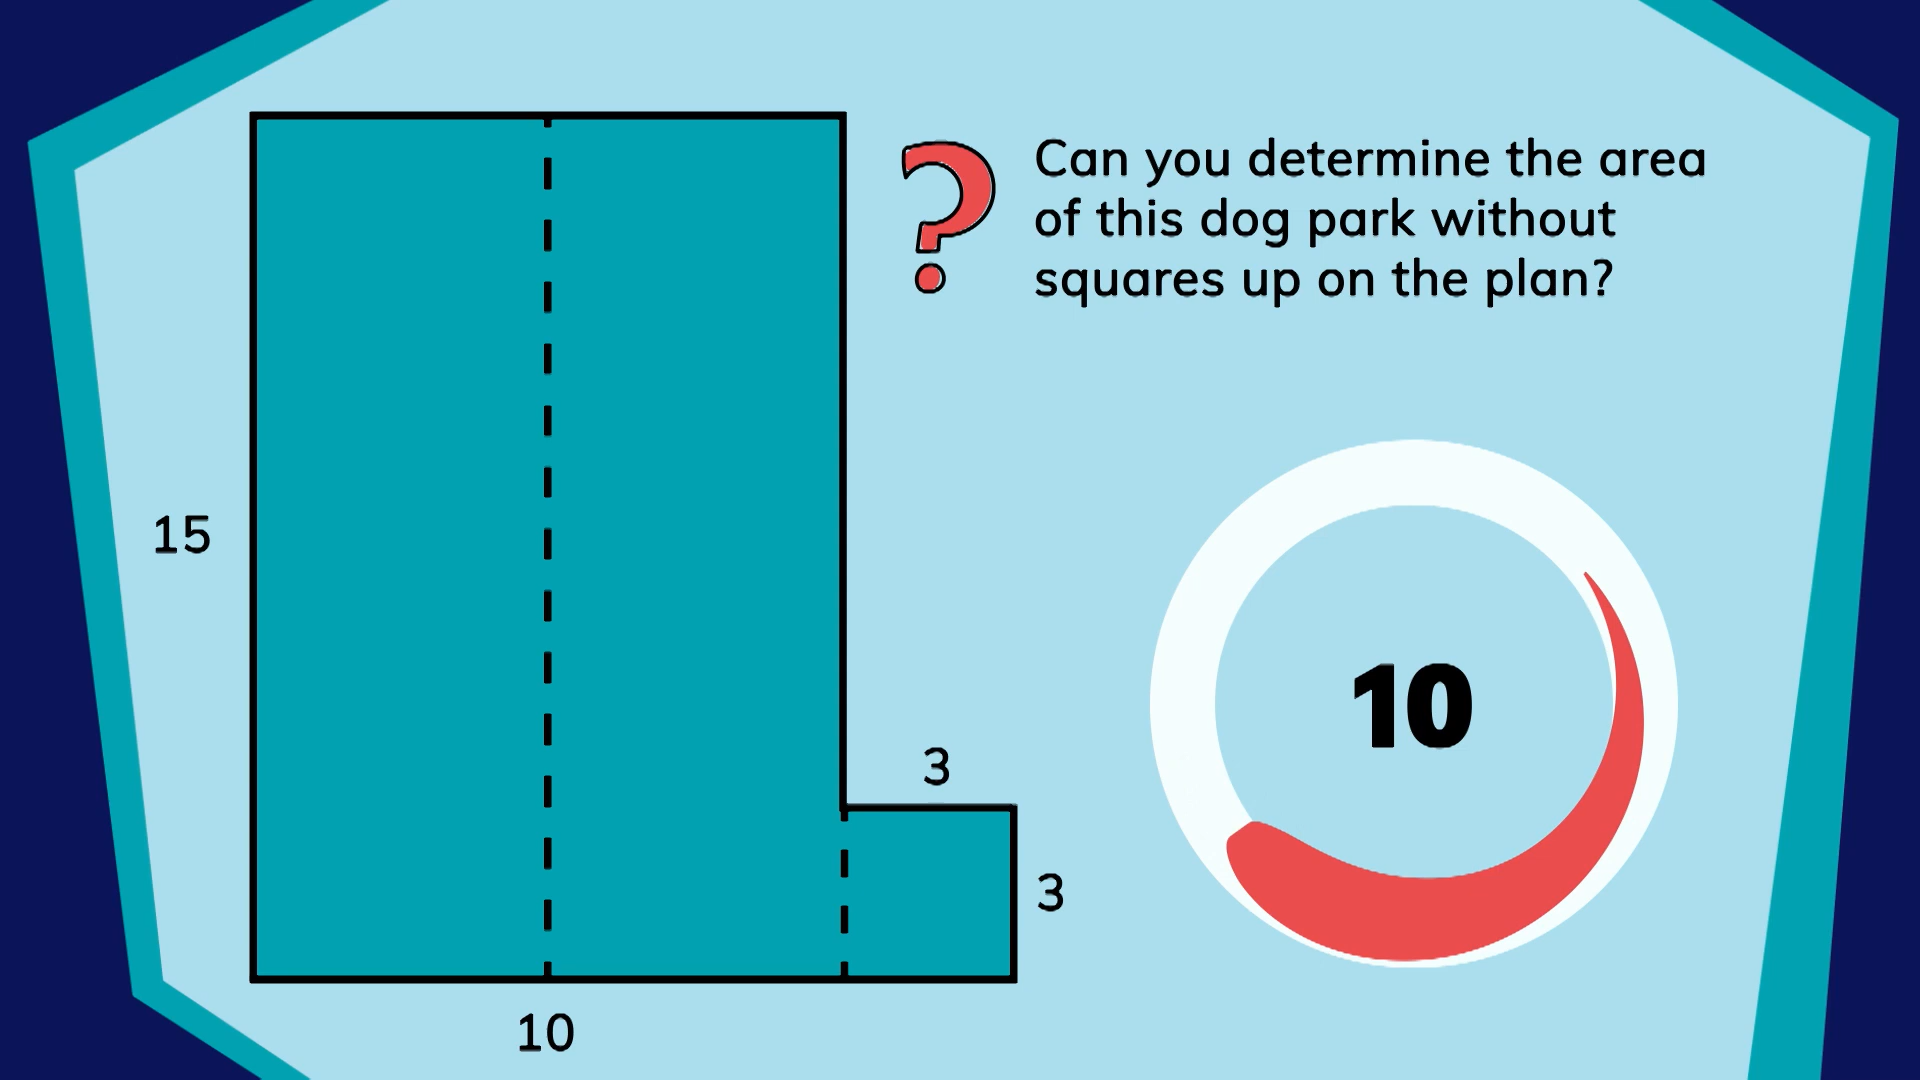 Can you determine the area
of this dog park without
squares up on the plan?
15
10
3
3
10